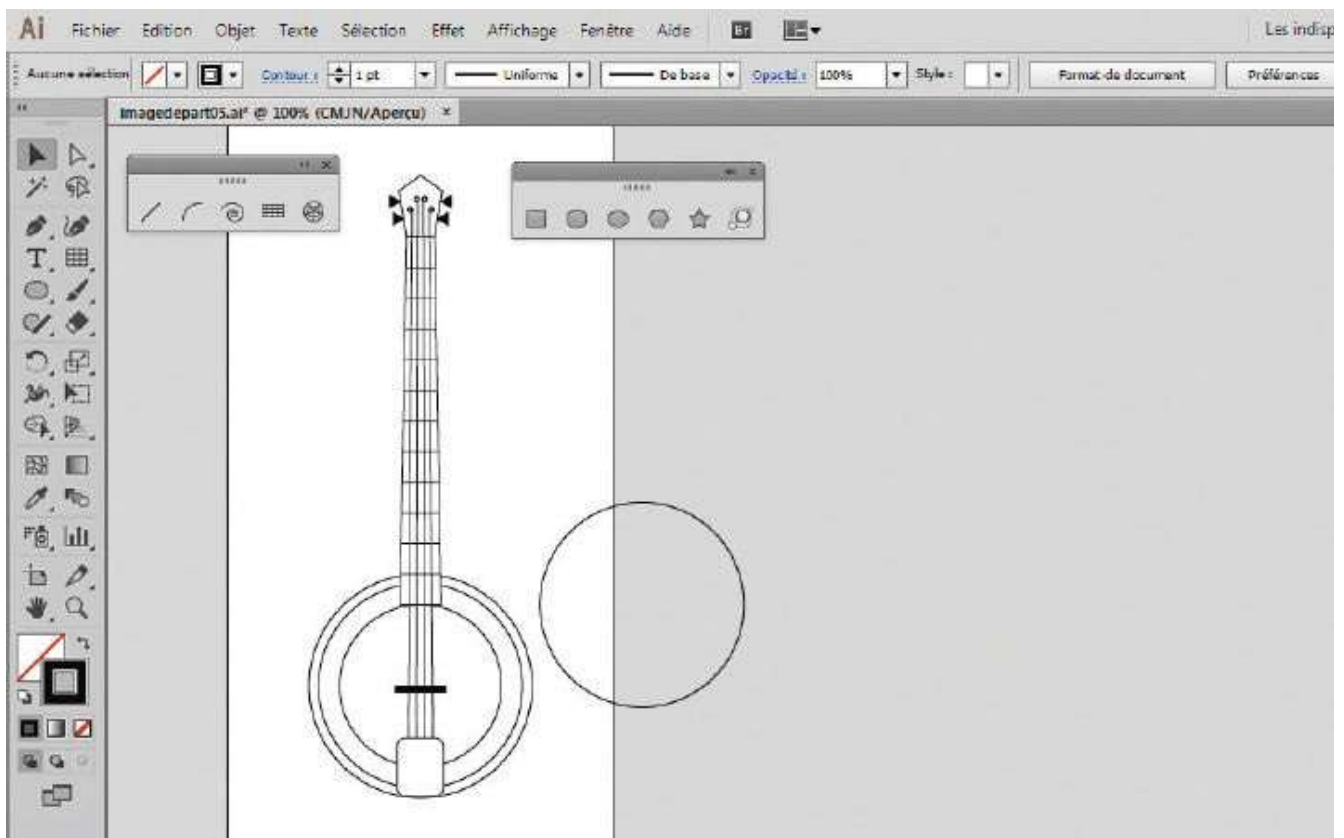 Ai Fichier Edition Objet Texte Sélection Effet Affichage Fenêtre Aide Br Les indisp
Aucune sélection Contour : 1 pt Uniforme De base Opacité : 100% Style : Format de document Préférences
imagedepart05.ai* @ 100% (CMJN/Aperçu) ×